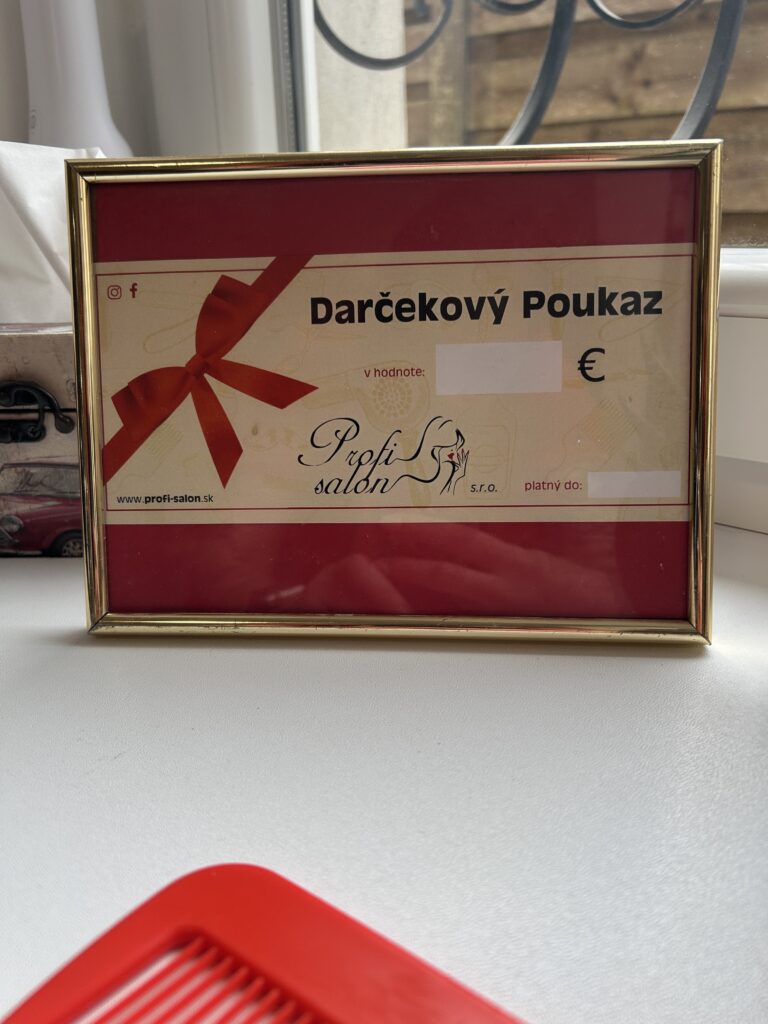 Darčekový Poukaz
v hodnote: €
Profi
salon s.r.o.
platný do:
www.profi-salon.sk